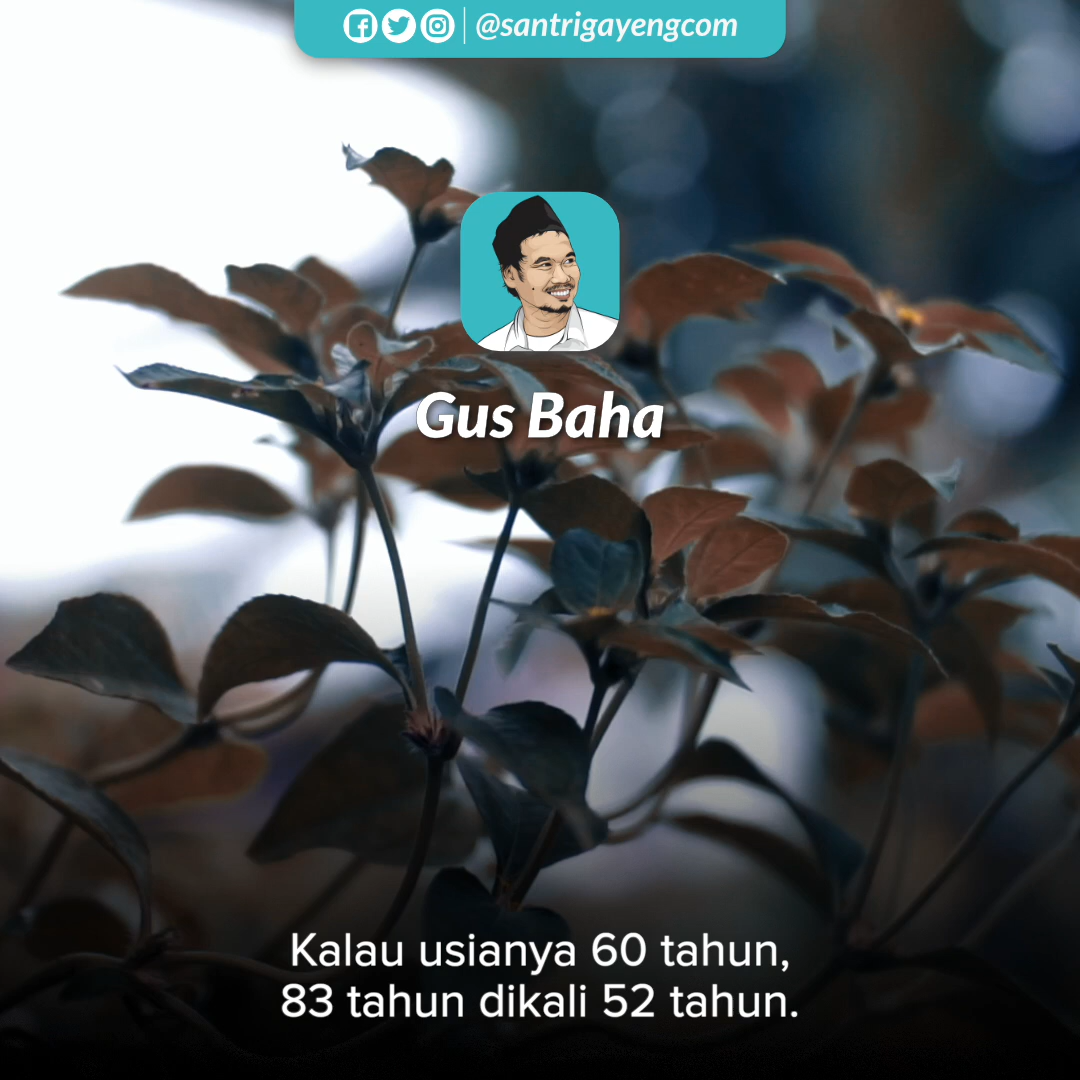 @santrigayengcom
Gus Baha
Kalau usianya 60 tahun,
83 tahun dikali 52 tahun.